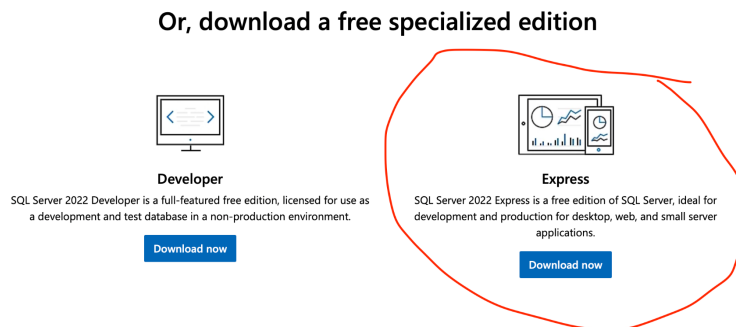 Or, download a free specialized edition
Developer
SQL Server 2022 Developer is a full-featured free edition, licensed for use as
a development and test database in a non-production environment.
Download now
Express
SQL Server 2022 Express is a free edition of SQL Server, ideal for
development and production for desktop, web, and small server
applications.
Download now